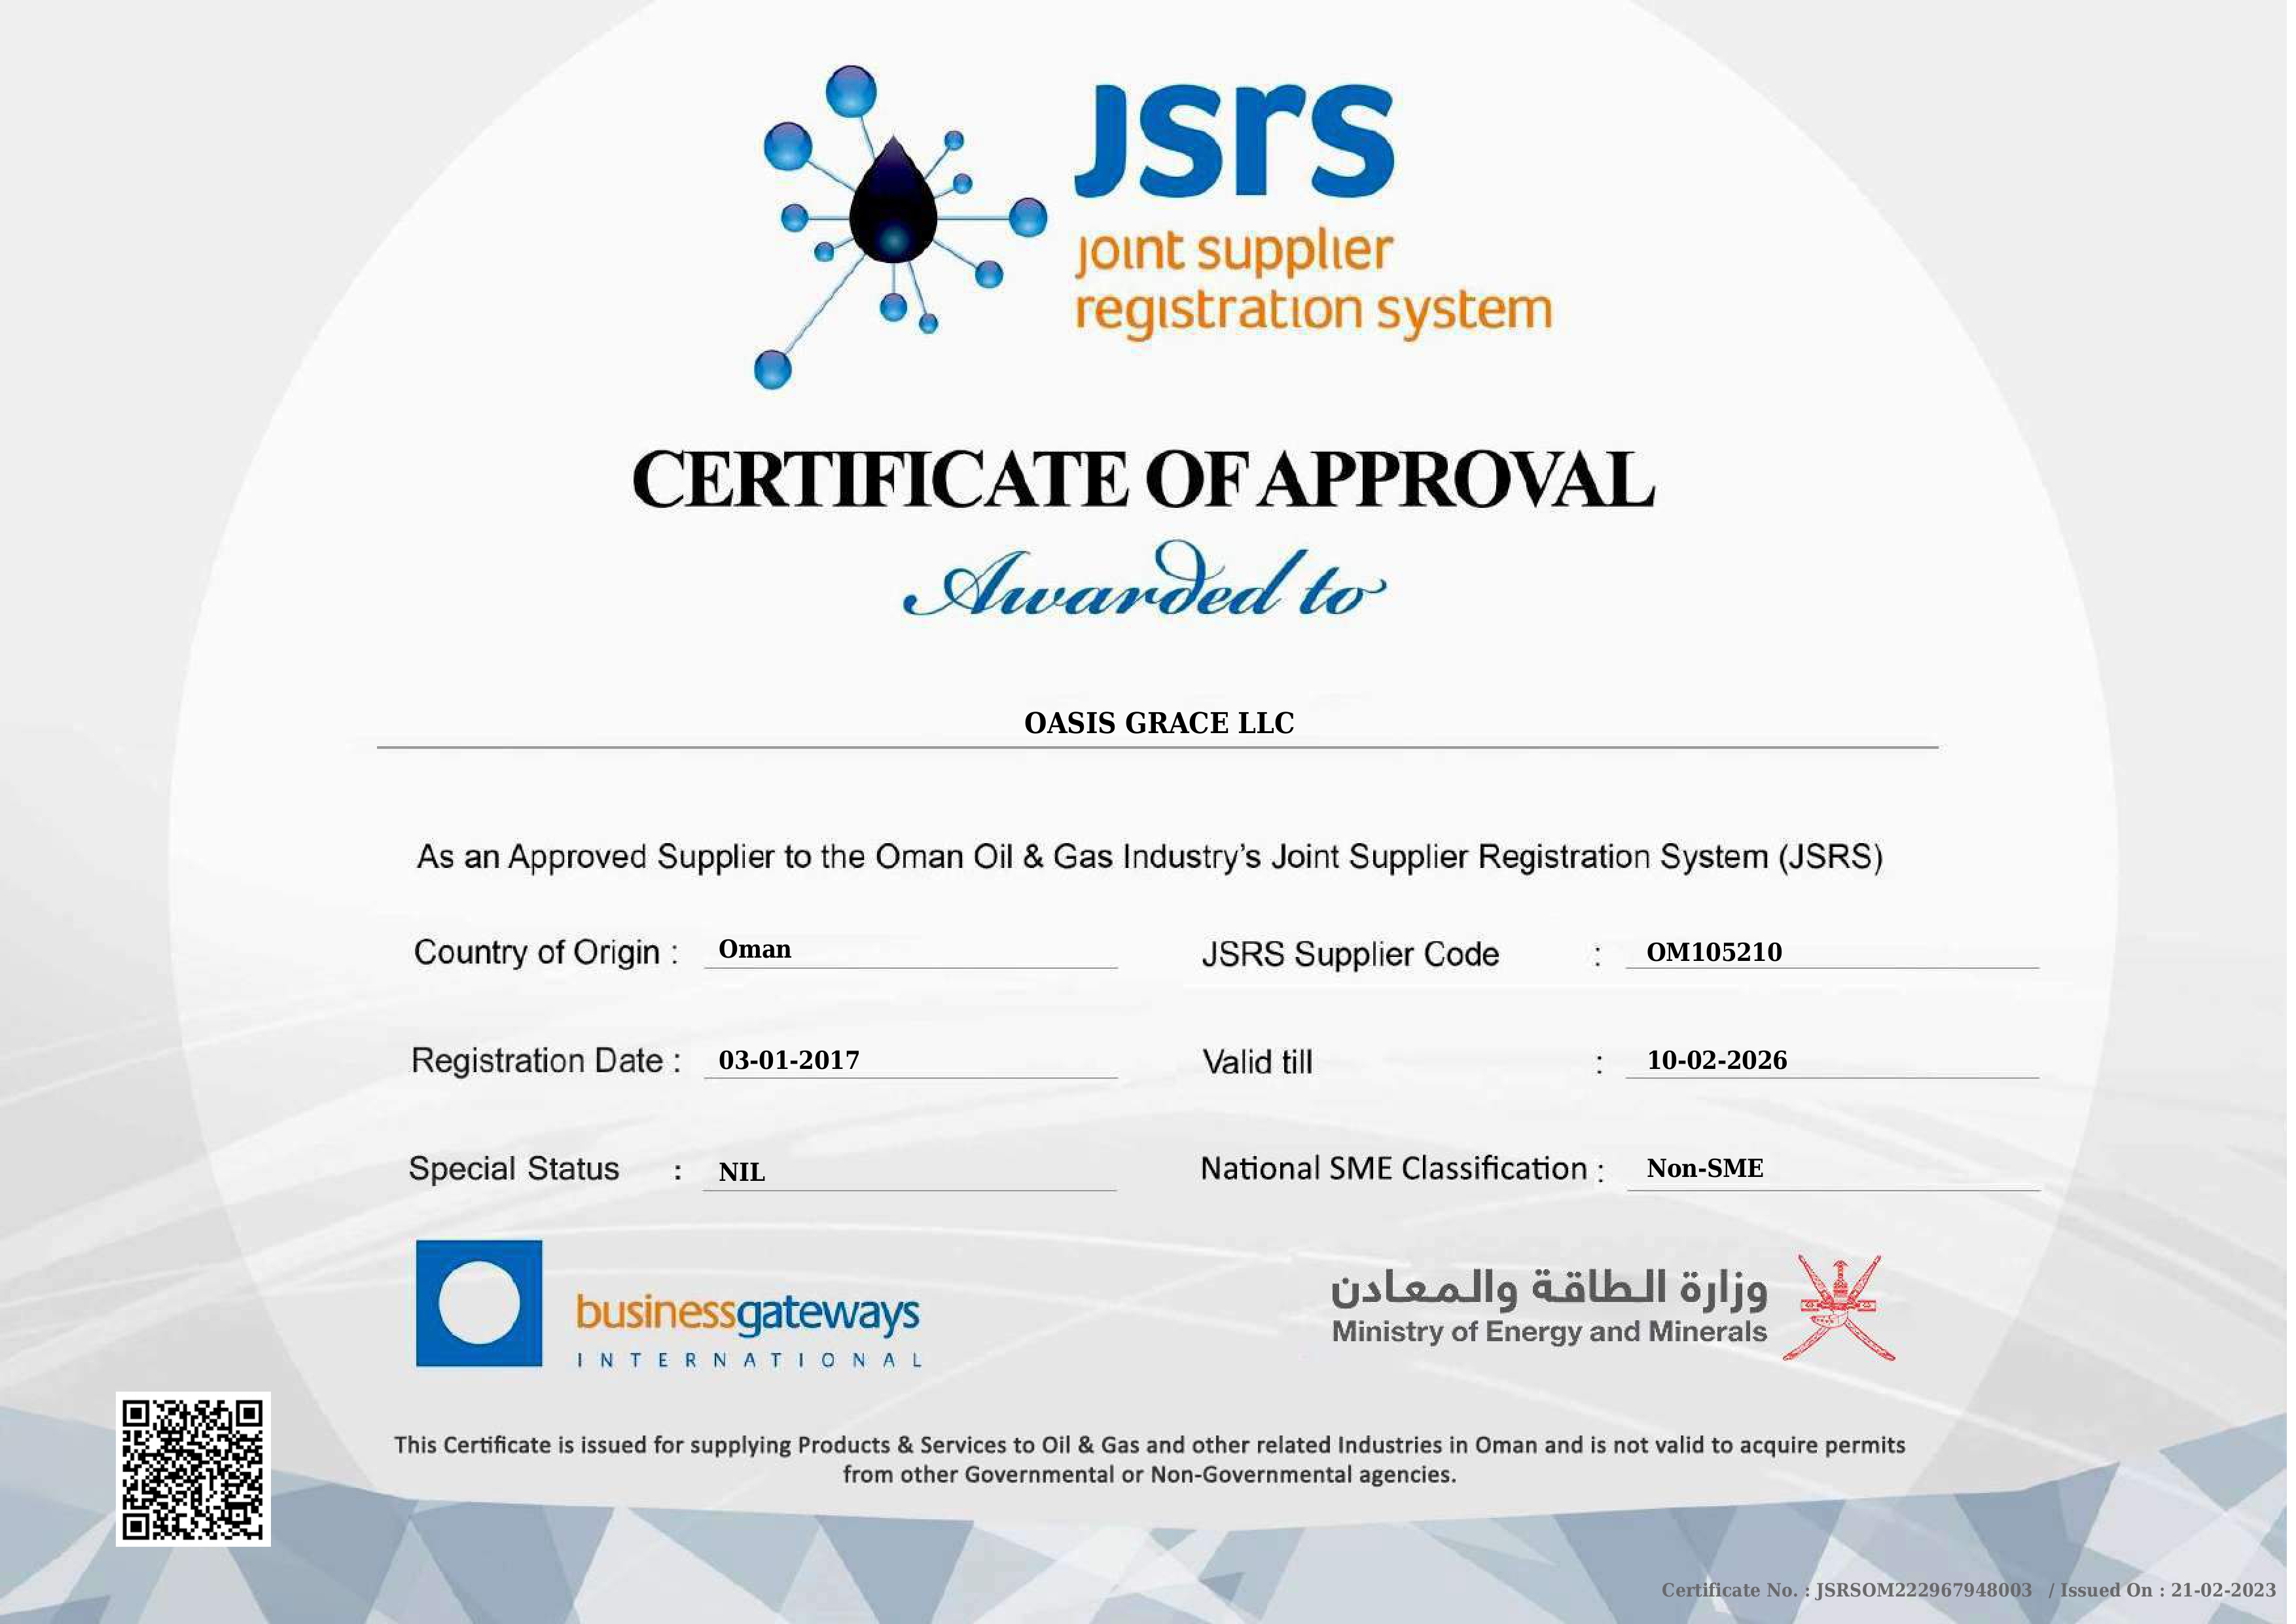 JSrS
joint supplier
registration system
CERTIFICATE OF APPROVAL
Awarded to
OASIS GRACE LLC
As an Approved Supplier to the Oman Oil & Gas Industry’s Joint Supplier Registration System (JSRS)
Country of Origin : Oman
JSRS Supplier Code : OM105210
Registration Date : 03-01-2017
Valid till : 10-02-2026
Special Status : NIL
National SME Classification : Non-SME
businessgateways
INTERNATIONAL
وزارة الطاقة والمعادن
Ministry of Energy and Minerals
This Certificate is issued for supplying Products & Services to Oil & Gas and other related Industries in Oman and is not valid to acquire permits
from other Governmental or Non-Governmental agencies.
Certificate No. : JSRSOM222967948003 / Issued On : 21-02-2023